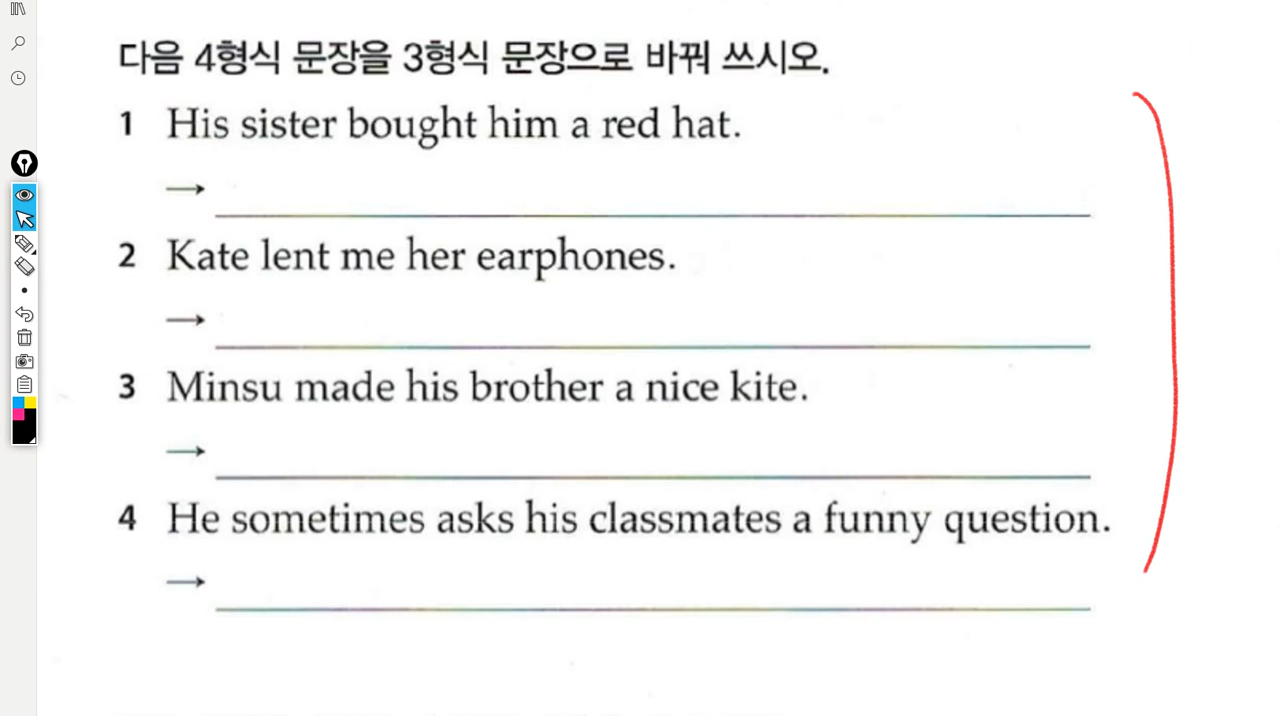 다음 4형식 문장을 3형식 문장으로 바꿔 쓰시오.
1 His sister bought him a red hat.
→
2 Kate lent me her earphones.
→
3 Minsu made his brother a nice kite.
→
4 He sometimes asks his classmates a funny question.
→